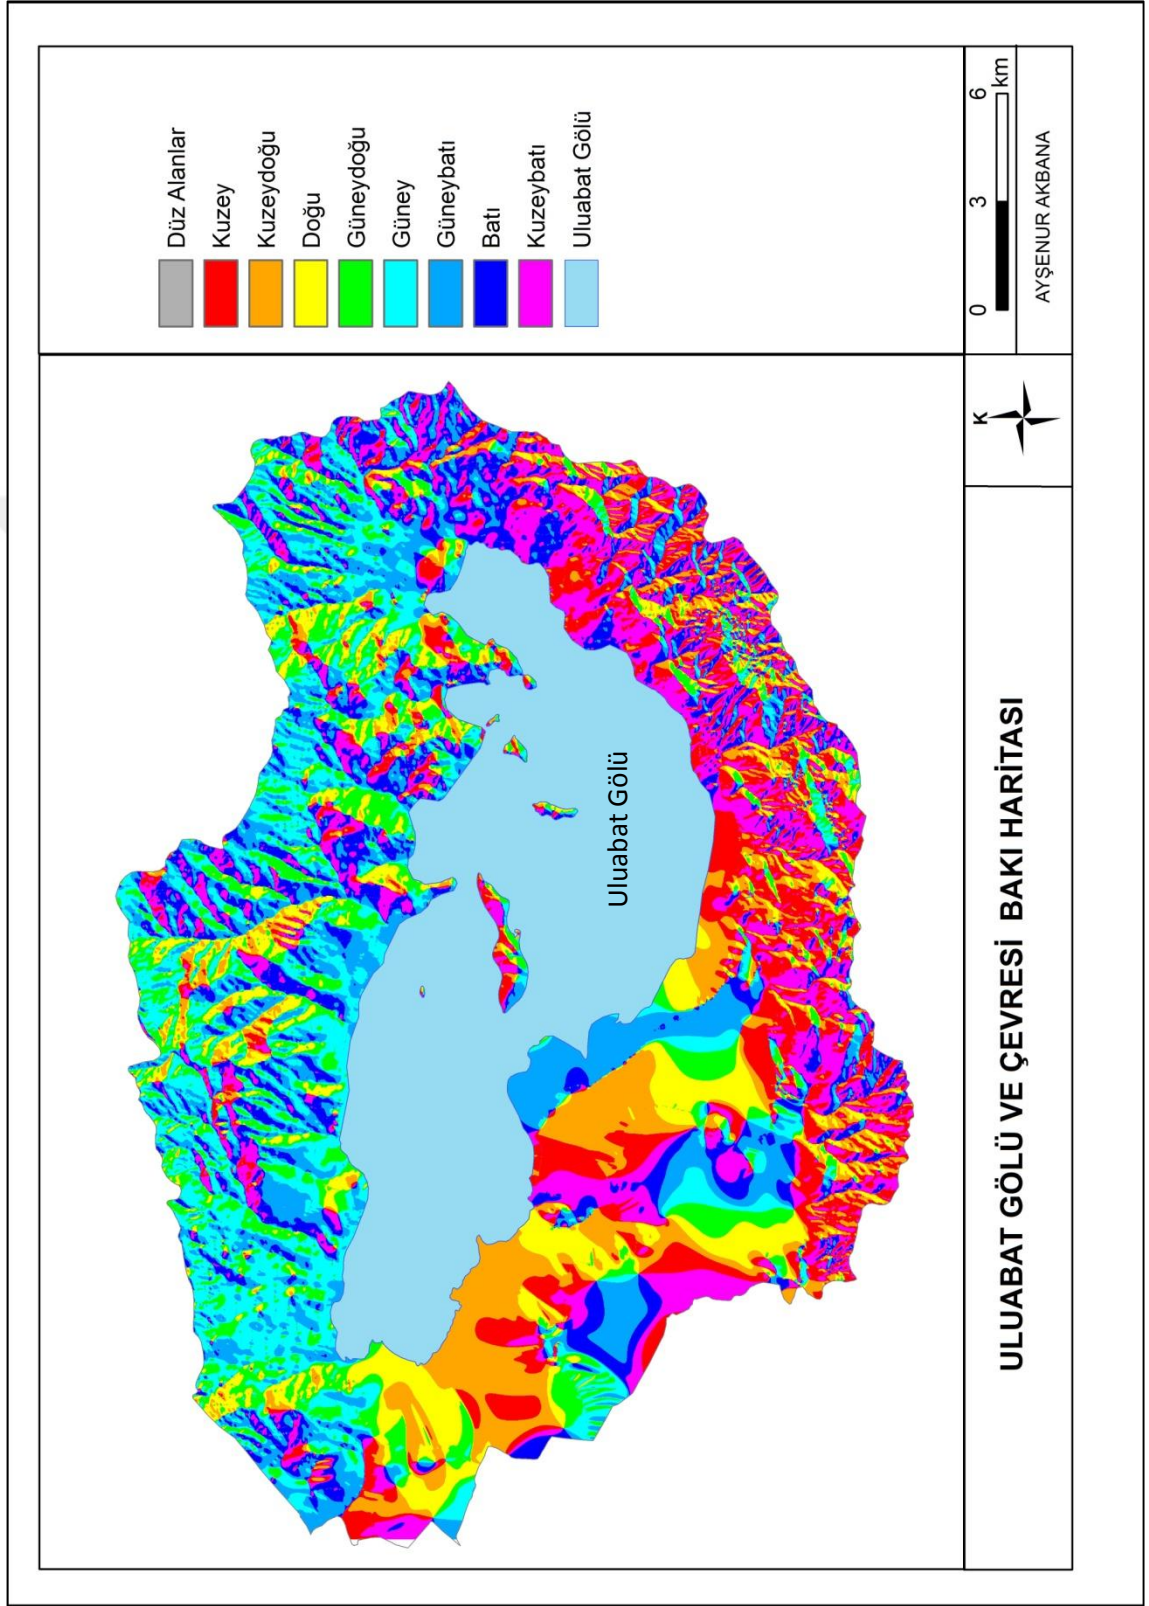 Düz Alanlar
Kuzey
Kuzeydoğu
Doğu
Güneydoğu
Güney
Güneybatı
Batı
Kuzeybatı
Uluabat Gölü
Uluabat Gölü
ULUABAT GÖLÜ VE ÇEVRESİ BAKI HARİTASI
K
0 3 6
km
AYŞENUR AKBANA